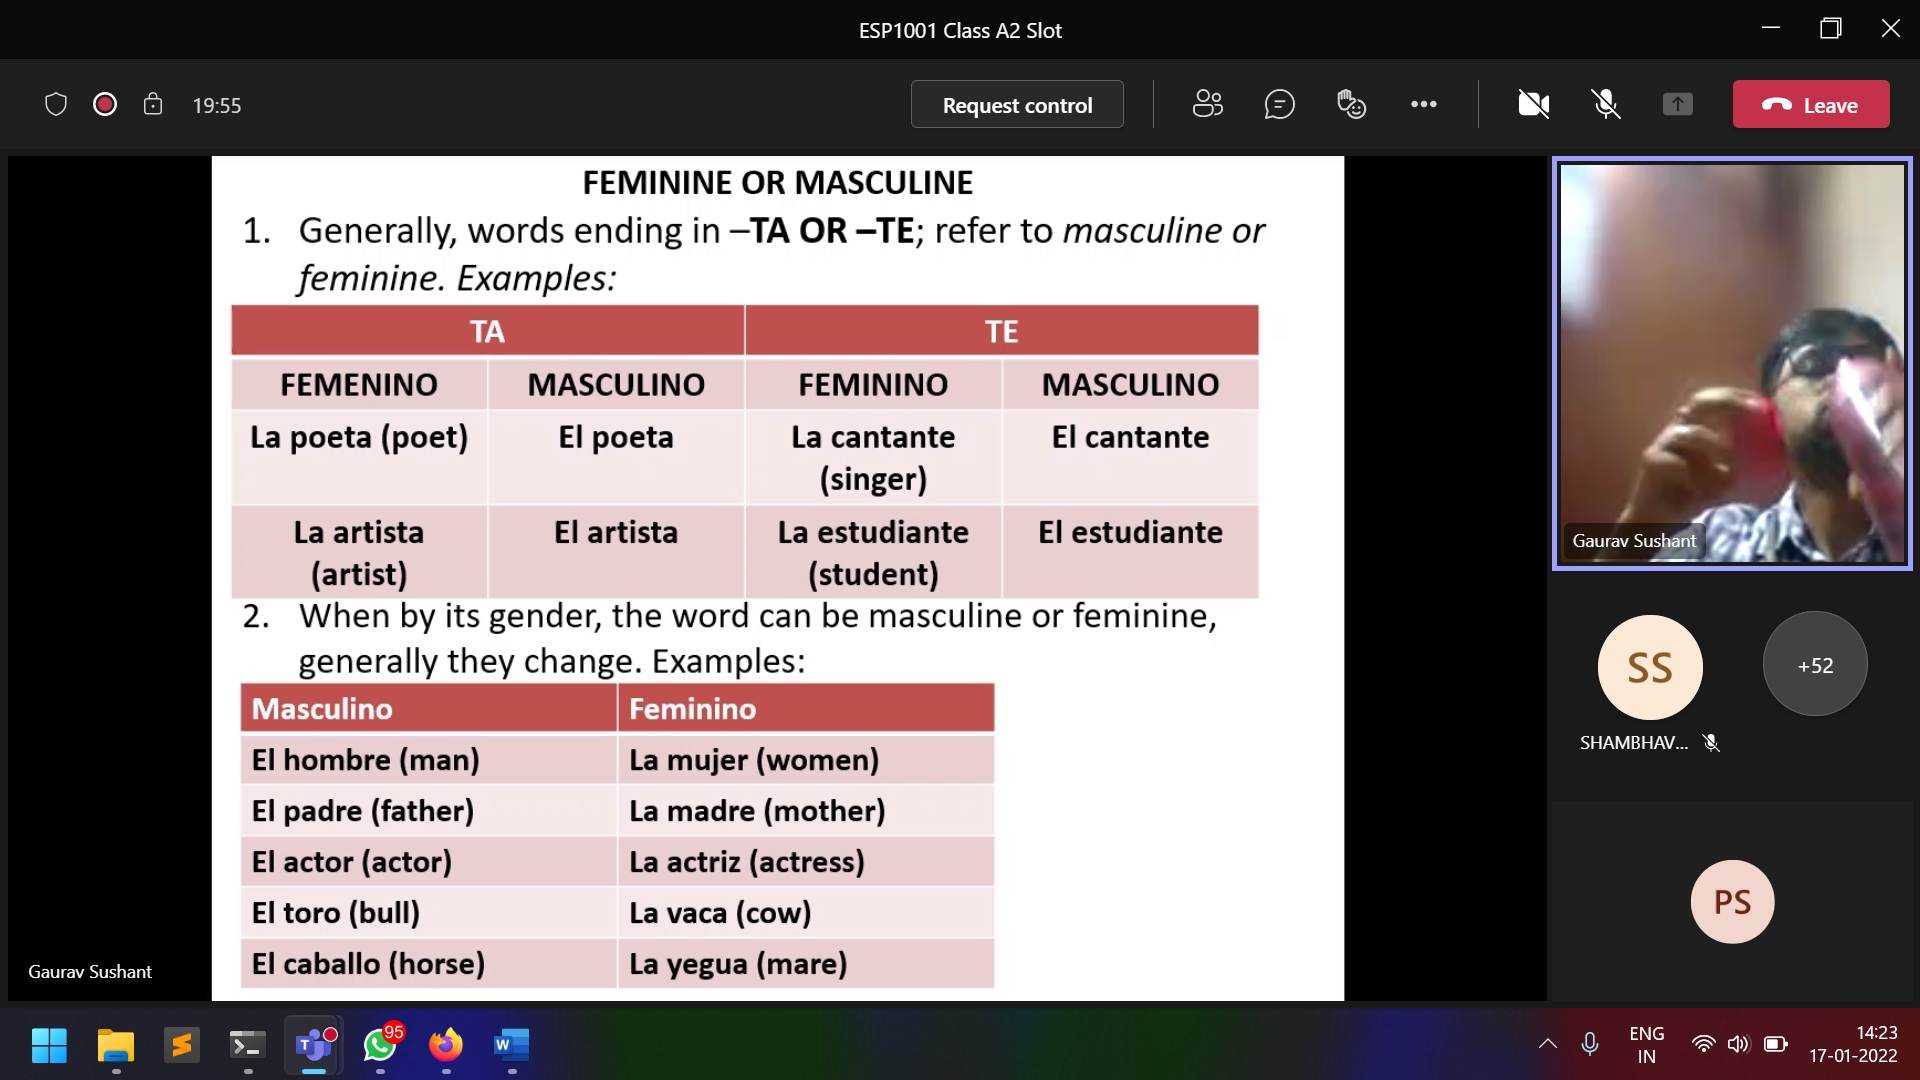 ESP1001 Class A2 Slot
19:55
Request control
Leave
FEMININE OR MASCULINE
1. Generally, words ending in –TA OR –TE; refer to masculine or
feminine. Examples:
TA TE
FEMENINO MASCULINO FEMININO MASCULINO
La poeta (poet) El poeta La cantante El cantante
(singer)
La artista El artista La estudiante El estudiante
(artist) (student)
2. When by its gender, the word can be masculine or feminine,
generally they change. Examples:
Masculino Feminino
El hombre (man) La mujer (women)
El padre (father) La madre (mother)
El actor (actor) La actriz (actress)
El toro (bull) La vaca (cow)
El caballo (horse) La yegua (mare)
Gaurav Sushant
Gaurav Sushant
SS
+52
SHAMBHAV...
PS
T
95
W
ENG
IN
14:23
17-01-2022